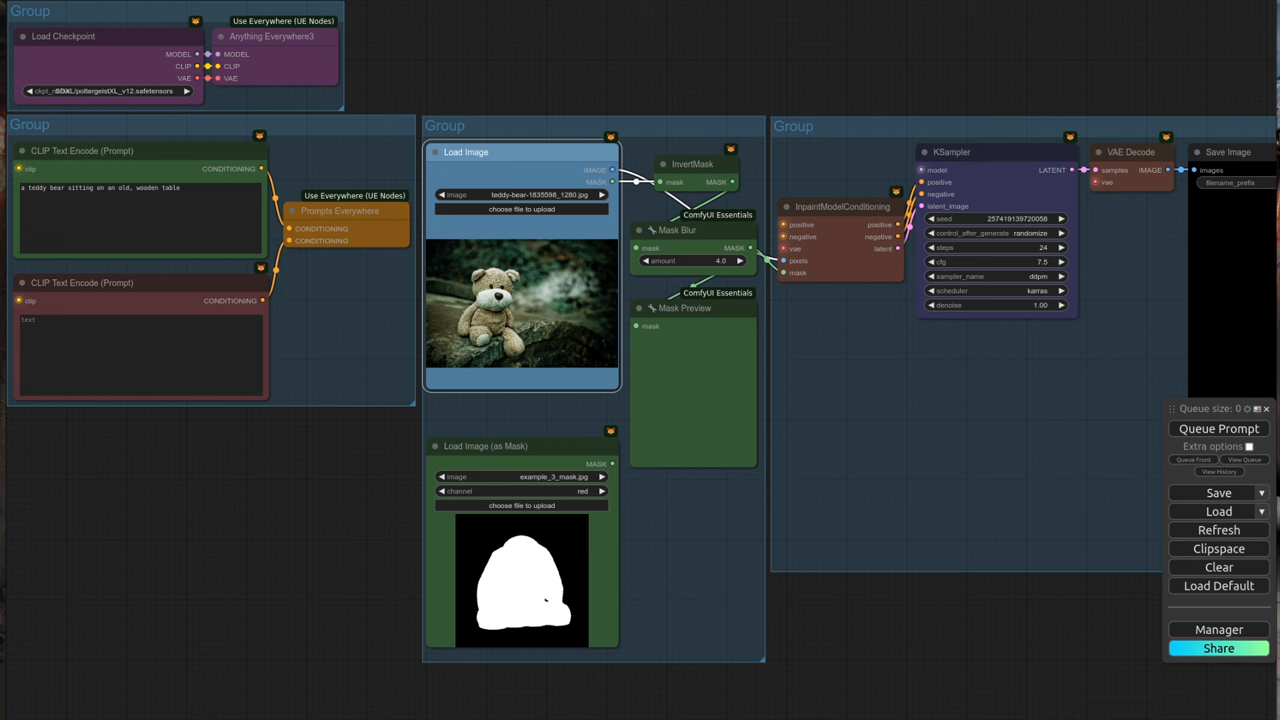 Group
Use Everywhere (UE Nodes)
Load Checkpoint
Anything Everywhere3
MODEL
MODEL
CLIP
CLIP
VAE
VAE
SDXL/poltergeistXL_v12.safetensors
Group
CLIP Text Encode (Prompt)
clip
CONDITIONING
a teddy bear sitting on an old, wooden table
Use Everywhere (UE Nodes)
Prompts Everywhere
CONDITIONING
CONDITIONING
CLIP Text Encode (Prompt)
clip
CONDITIONING
text
Group
Load Image
IMAGE
MASK
image
teddy-bear-1835598_1280.jpg
choose file to upload
InvertMask
mask
MASK
ComfyUI Essentials
Mask Blur
mask
MASK
amount
4.0
ComfyUI Essentials
Mask Preview
mask
Load Image (as Mask)
MASK
image
example_3_mask.jpg
channel
red
choose file to upload
Group
InpaintModelConditioning
positive
positive
negative
negative
vae
latent
pixels
mask
KSampler
model
LATENT
positive
negative
latent_image
seed
257419139720058
control_after_generate
randomize
steps
24
cfg
7.5
sampler_name
ddpm
scheduler
karras
denoise
1.00
VAE Decode
samples
IMAGE
vae
Save Image
images
filename_prefix
Queue size: 0
Queue Prompt
Extra options
Queue Front
View Queue
View History
Save
Load
Refresh
Clipspace
Clear
Load Default
Manager
Share